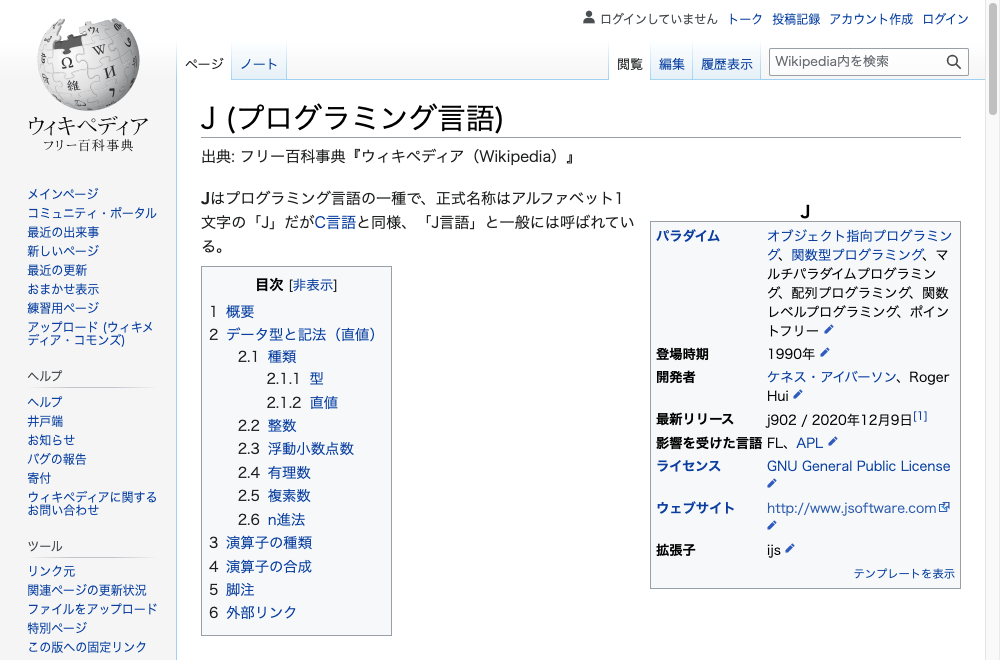 ログインしていません トーク 投稿記録 アカウント作成 ログイン
ページ ノート 閲覧 編集 履歴表示 Wikipedia内を検索
Ω W И 維 ウィ
ウィキペディア
フリー百科事典
メインページ
コミュニティ・ポータル
最近の出来事
新しいページ
最近の更新
おまかせ表示
練習用ページ
アップロード (ウィキメ
ディア・コモンズ)
ヘルプ
ヘルプ
井戸端
お知らせ
バグの報告
寄付
ウィキペディアに関する
お問い合わせ
ツール
リンク元
関連ページの更新状況
ファイルをアップロード
特別ページ
この版への固定リンク
J (プログラミング言語)
出典: フリー百科事典『ウィキペディア（Wikipedia）』
Jはプログラミング言語の一種で、正式名称はアルファベット1
文字の「J」だがC言語と同様、「J言語」と一般には呼ばれてい
る。
目次 [非表示]
1 概要
2 データ型と記法（直値）
2.1 種類
2.1.1 型
2.1.2 直値
2.2 整数
2.3 浮動小数点数
2.4 有理数
2.5 複素数
2.6 n進法
3 演算子の種類
4 演算子の合成
5 脚注
6 外部リンク
J
パラダイム オブジェクト指向プログラミン
グ、関数型プログラミング、マ
ルチパラダイムプログラミン
グ、配列プログラミング、関数
レベルプログラミング、ポイン
トフリー
登場時期 1990年
開発者 ケネス・アイバーソン、Roger
Hui
最新リリース j902 / 2020年12月9日[1]
影響を受けた言語 FL、APL
ライセンス GNU General Public License
ウェブサイト http://www.jsoftware.com
拡張子 ijs
テンプレートを表示